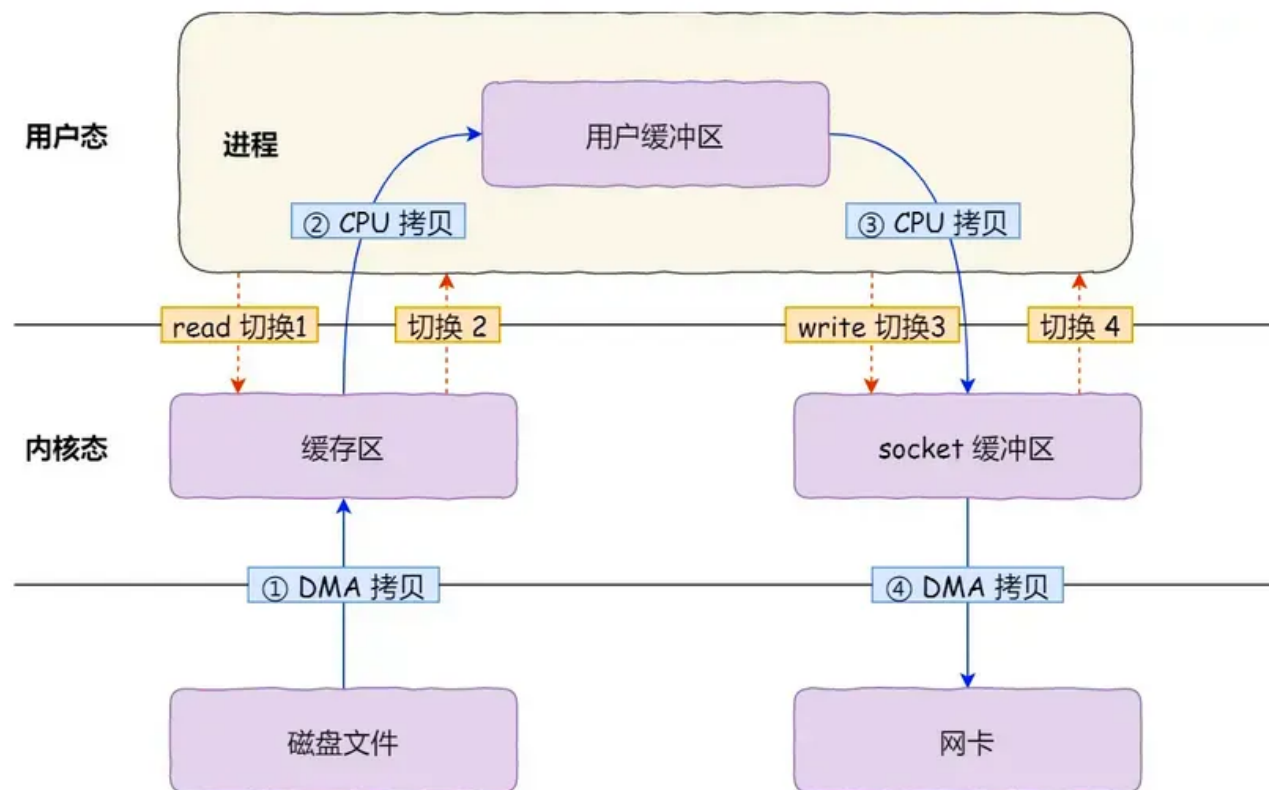 用户态
进程
用户缓冲区
② CPU 拷贝
③ CPU 拷贝
read 切换1
切换 2
write 切换3
切换 4
内核态
缓存区
socket 缓冲区
① DMA 拷贝
④ DMA 拷贝
磁盘文件
网卡